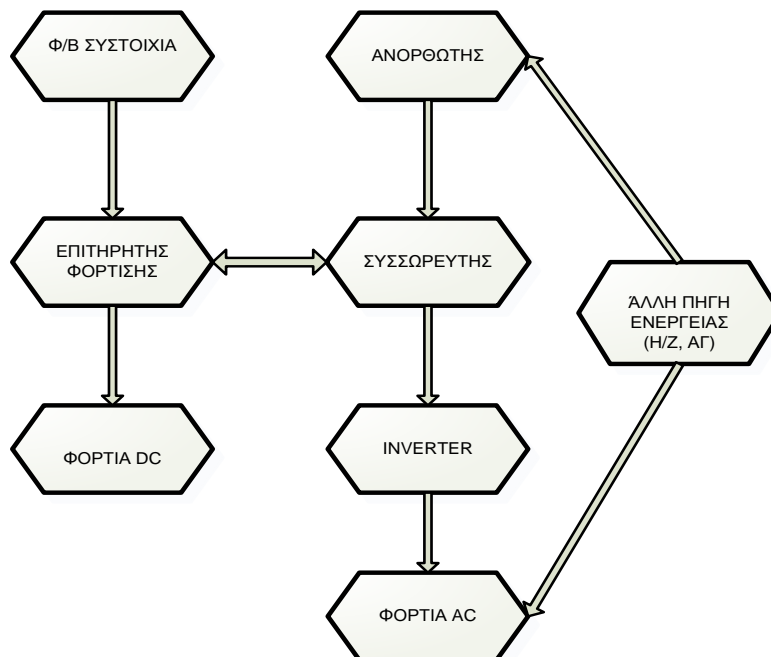 Φ/Β ΣΥΣΤΟΙΧΙΑ
ΑΝΟΡΘΩΤΗΣ
ΕΠΙΤΗΡΗΤΗΣ
ΦΟΡΤΙΣΗΣ
ΣΥΣΣΩΡΕΥΤΗΣ
ΆΛΛΗ ΠΗΓΗ
ΕΝΕΡΓΕΙΑΣ
(Η/Ζ, ΑΓ)
ΦΟΡΤΙΑ DC
INVERTER
ΦΟΡΤΙΑ AC